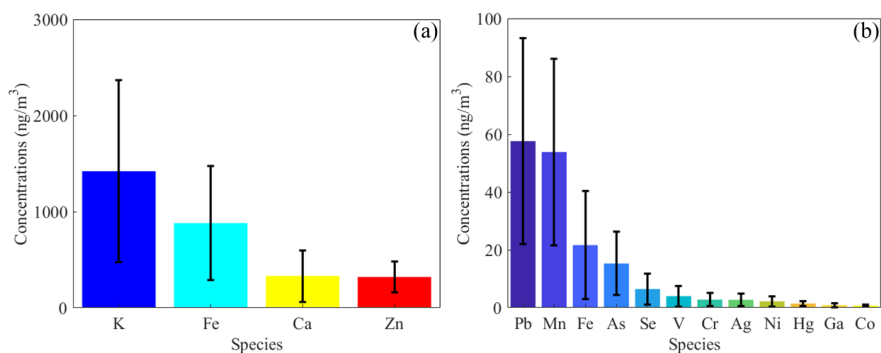 (a)
Concentrations (ng/m³)
3000
2000
1000
0
K Fe Ca Zn
Species
(b)
Concentrations (ng/m³)
100
80
60
40
20
0
Pb Mn Fe As Se V Cr Ag Ni Hg Ga Co
Species